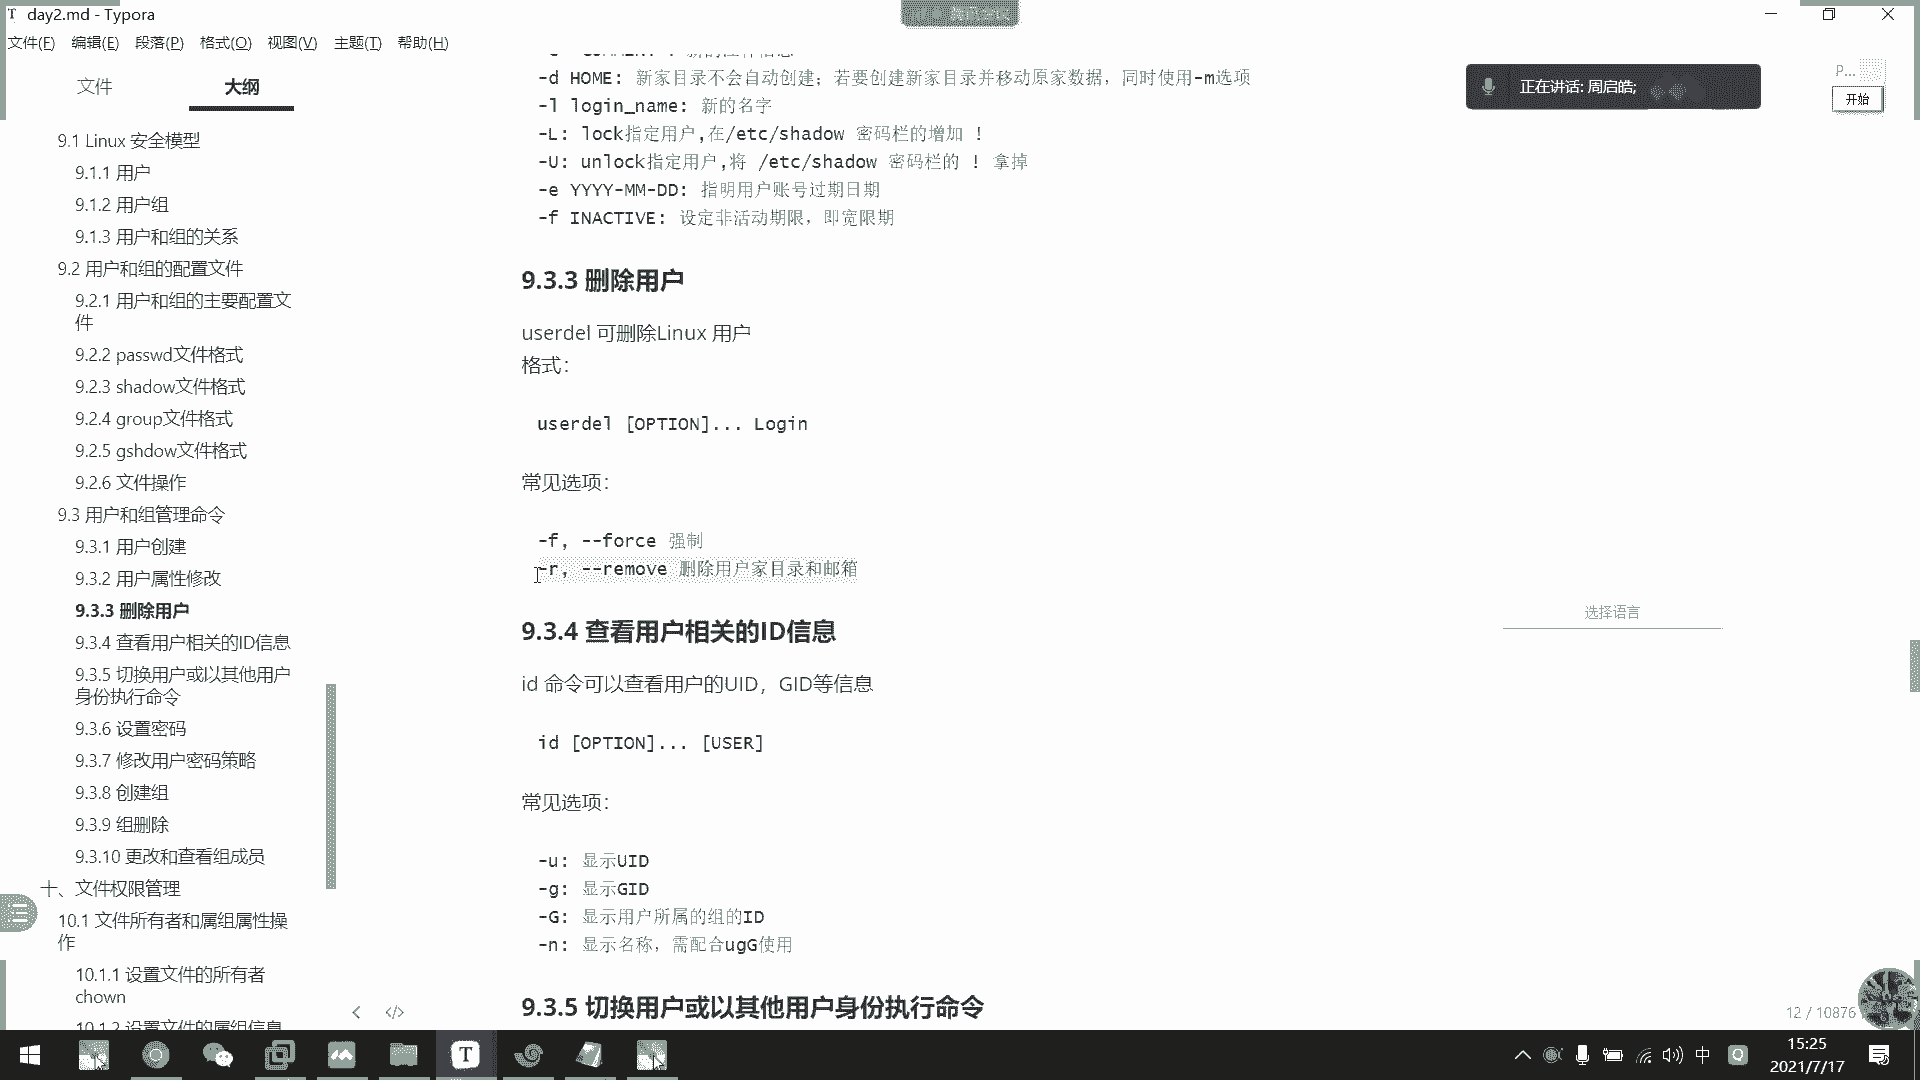 day2.md - Typora
文件(F) 编辑(E) 段落(P) 格式(O) 视图(V) 主题(T) 帮助(H)
文件 大纲
9.1 Linux 安全模型
9.1.1 用户
9.1.2 用户组
9.1.3 用户和组的关系
9.2 用户和组的配置文件
9.2.1 用户和组的主要配置文
件
9.2.2 passwd文件格式
9.2.3 shadow文件格式
9.2.4 group文件格式
9.2.5 gshdow文件格式
9.2.6 文件操作
9.3 用户和组管理命令
9.3.1 用户创建
9.3.2 用户属性修改
9.3.3 删除用户
9.3.4 查看用户相关的ID信息
9.3.5 切换用户或以其他用户
身份执行命令
9.3.6 设置密码
9.3.7 修改用户密码策略
9.3.8 创建组
9.3.9 组删除
9.3.10 更改和查看组成员
十、文件权限管理
10.1 文件所有者和属组属性操
作
10.1.1 设置文件的所有者
chown
10.1.2 设置文件的属组信息
-d HOME: 新家目录不会自动创建；若要创建新家目录并移动原家数据，同时使用-m选项
-l login_name: 新的名字
-L: lock指定用户,在/etc/shadow 密码栏的增加 !
-U: unlock指定用户,将 /etc/shadow 密码栏的 ! 拿掉
-e YYYY-MM-DD: 指明用户账号过期日期
-f INACTIVE: 设定非活动期限，即宽限期
9.3.3 删除用户
userdel 可删除Linux 用户
格式：
userdel [OPTION]... Login
常见选项：
-f, --force 强制
-r, --remove 删除用户家目录和邮箱
9.3.4 查看用户相关的ID信息
id 命令可以查看用户的UID，GID等信息
id [OPTION]... [USER]
常见选项：
-u: 显示UID
-g: 显示GID
-G: 显示用户所属的组的ID
-n: 显示名称，需配合ugG使用
9.3.5 切换用户或以其他用户身份执行命令
正在讲话: 周启皓;
P...
开始
选择语言
12 / 10876
中
15:25
2021/7/17